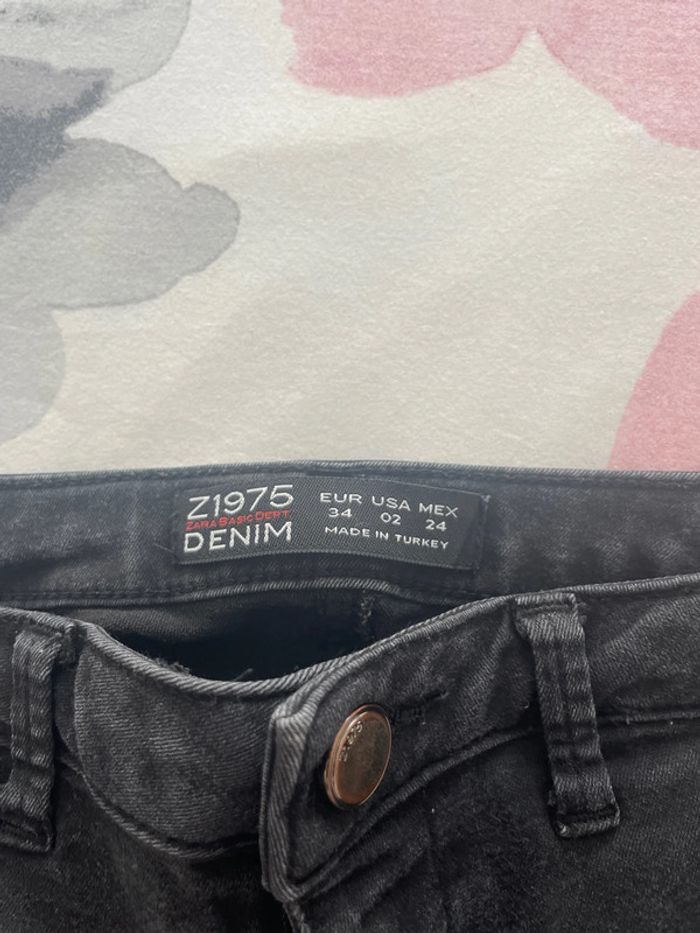 Z1975
ZARA BASIC DEPT.
DENIM
EUR USA MEX
34 02 24
MADE IN TURKEY